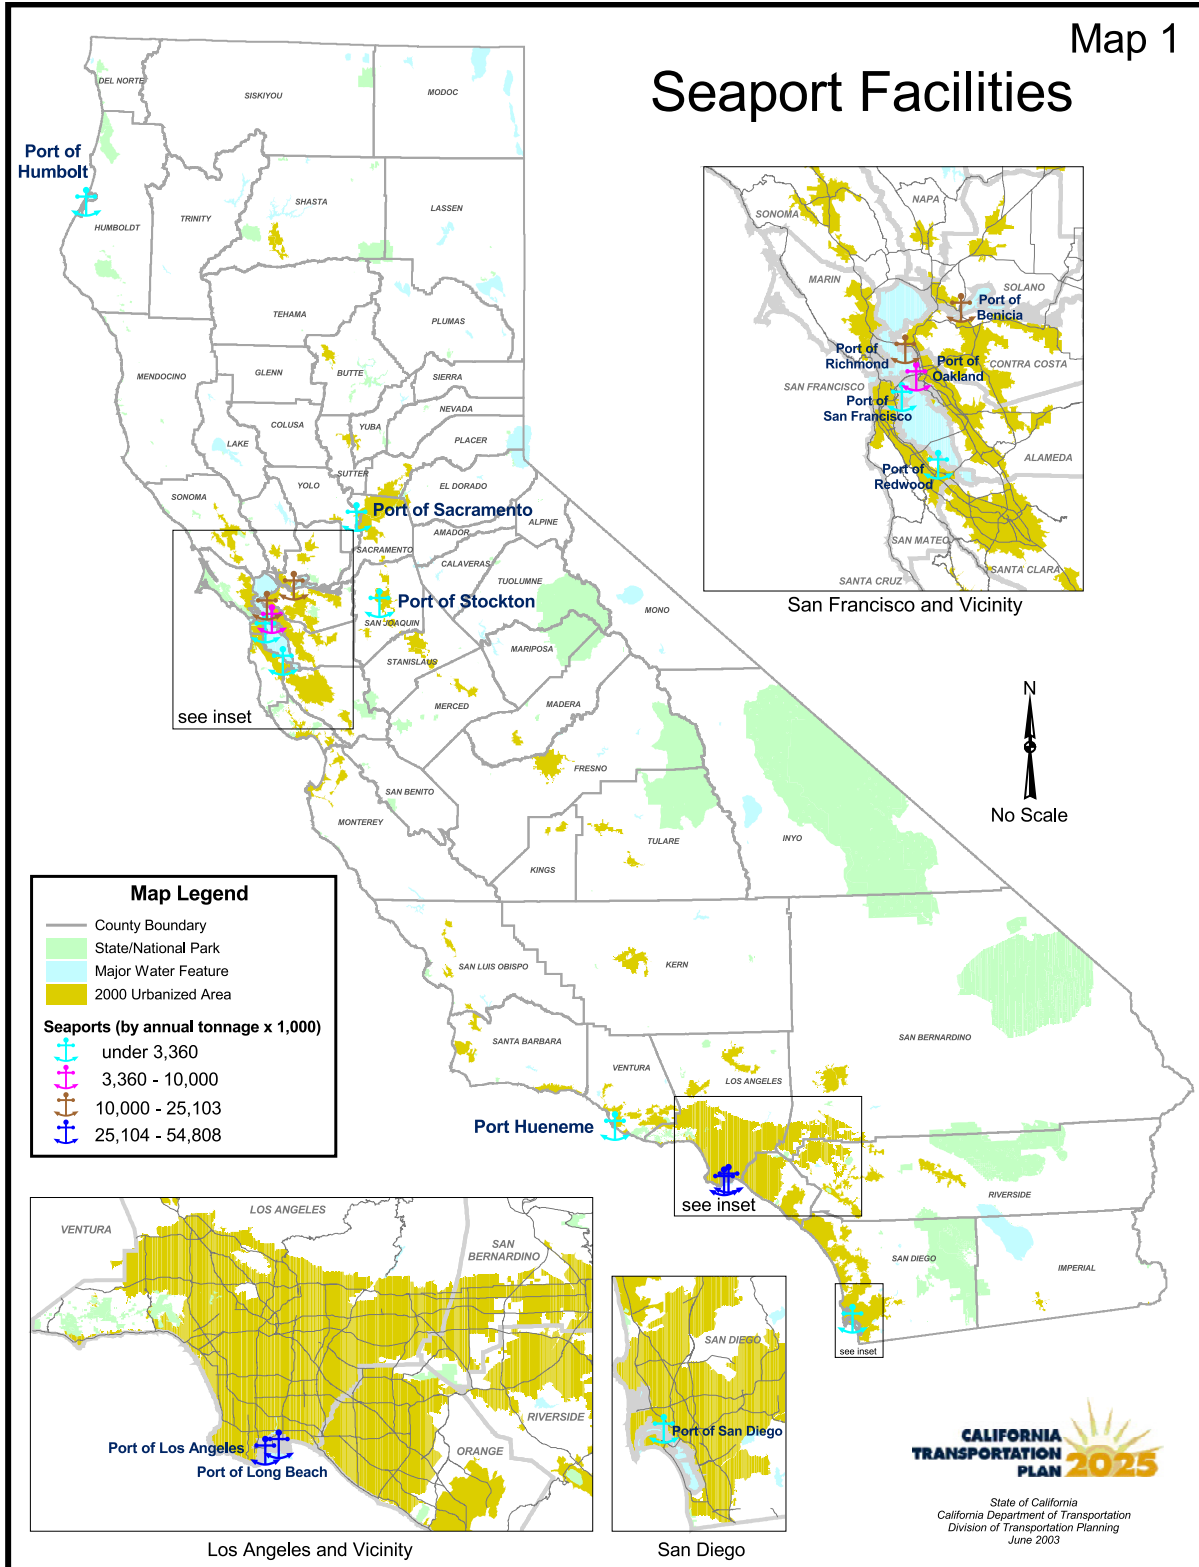 Map 1
Seaport Facilities
DEL NORTE
SISKIYOU
MODOC
Port of
Humbolt
HUMBOLDT
TRINITY
SHASTA
LASSEN
TEHAMA
PLUMAS
MENDOCINO
GLENN
BUTTE
SIERRA
NEVADA
COLUSA
YUBA
PLACER
LAKE
SUTTER
YOLO
EL DORADO
SONOMA
Port of Sacramento
ALPINE
AMADOR
SACRAMENTO
CALAVERAS
TUOLUMNE
Port of Stockton
MONO
SAN JOAQUIN
MARIPOSA
STANISLAUS
MERCED
MADERA
see inset
FRESNO
SAN BENITO
MONTEREY
TULARE
INYO
KINGS
SAN LUIS OBISPO
KERN
SAN BERNARDINO
SANTA BARBARA
VENTURA
LOS ANGELES
Port Hueneme
see inset
RIVERSIDE
SAN DIEGO
IMPERIAL
see inset
SONOMA
NAPA
MARIN
SOLANO
Port of
Benicia
Port of
Richmond
Port of
Oakland
CONTRA COSTA
SAN FRANCISCO
Port of
San Francisco
ALAMEDA
Port of
Redwood
SAN MATEO
SANTA CLARA
SANTA CRUZ
San Francisco and Vicinity
N
No Scale
Map Legend
County Boundary
State/National Park
Major Water Feature
2000 Urbanized Area
Seaports (by annual tonnage x 1,000)
under 3,360
3,360 - 10,000
10,000 - 25,103
25,104 - 54,808
LOS ANGELES
VENTURA
SAN
BERNARDINO
RIVERSIDE
ORANGE
Port of Los Angeles
Port of Long Beach
Los Angeles and Vicinity
SAN DIEGO
Port of San Diego
San Diego
CALIFORNIA
TRANSPORTATION
PLAN 2025
State of California
California Department of Transportation
Division of Transportation Planning
June 2003